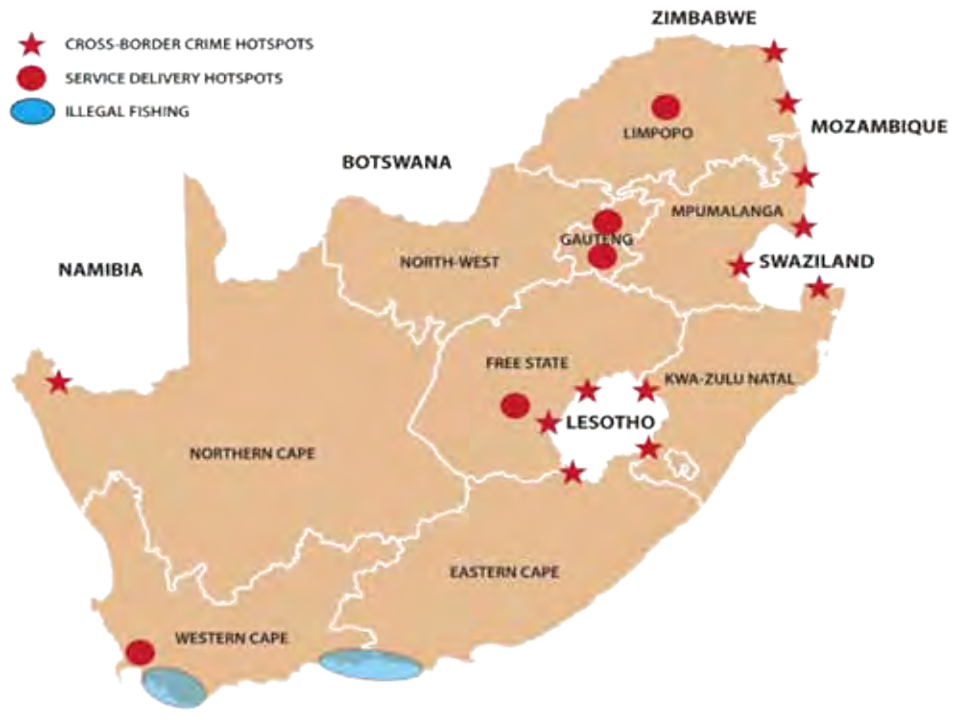 ZIMBABWE
CROSS-BORDER CRIME HOTSPOTS
SERVICE DELIVERY HOTSPOTS
ILLEGAL FISHING
LIMPOPO
MOZAMBIQUE
BOTSWANA
MPUMALANGA
GAUTENG
NORTH-WEST
SWAZILAND
NAMIBIA
FREE STATE
KWA-ZULU NATAL
LESOTHO
NORTHERN CAPE
EASTERN CAPE
WESTERN CAPE